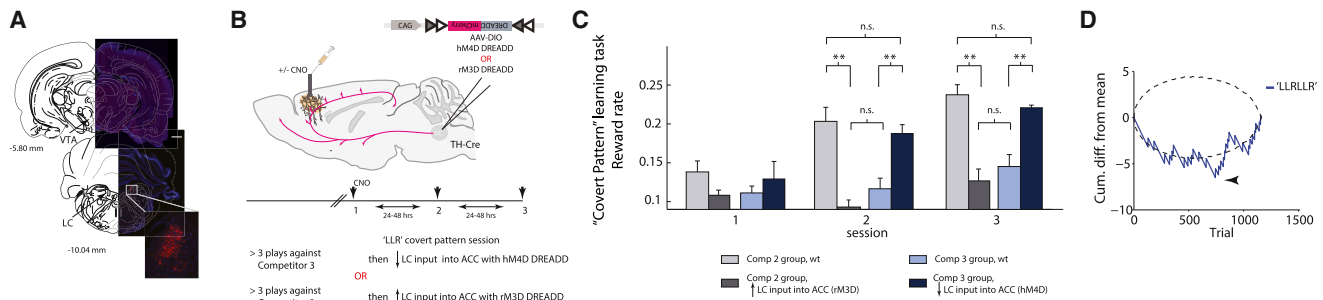 A
-5.80 mm
VTA
LC
-10.04 mm
B
CAG
mCherry
DREADD
AAV-DIO
hM4D DREADD
OR
rM3D DREADD
+/- CNO
TH-Cre
CNO
1
2
3
24-48 hrs
24-48 hrs
'LLR' covert pattern session
> 3 plays against
Competitor 3
then ↓ LC input into ACC with hM4D DREADD
OR
> 3 plays against
then ↑ LC input into ACC with rM3D DREADD
C
"Covert Pattern" learning task
Reward rate
0.25
0.2
0.15
0.1
n.s.
**
**
n.s.
n.s.
**
**
n.s.
1
2
3
session
Comp 2 group, wt
Comp 3 group, wt
Comp 2 group,
↑ LC input into ACC (rM3D)
Comp 3 group,
↓ LC input into ACC (hM4D)
D
Cum. diff. from mean
5
0
−5
−10
0
500
1000
1500
Trial
'LLRLLR'